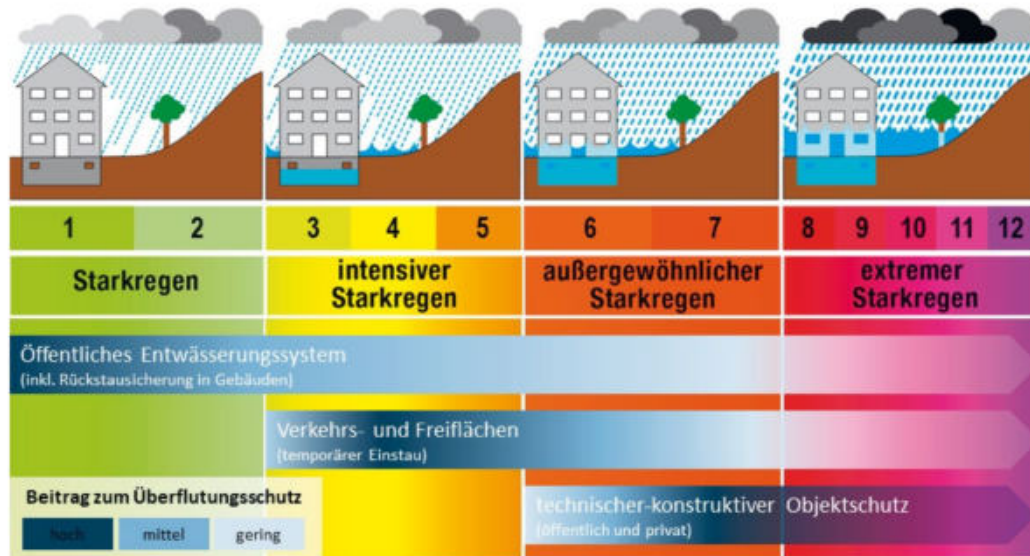 1 2 3 4 5 6 7 8 9 10 11 12
Starkregen
intensiver
Starkregen
außergewöhnlicher
Starkregen
extremer
Starkregen
Öffentliches Entwässerungssystem
(inkl. Rückstausicherung in Gebäuden)
Verkehrs- und Freiflächen
(temporärer Einstau)
technischer-konstruktiver Objektschutz
(öffentlich und privat)
Beitrag zum Überflutungsschutz
hoch mittel gering